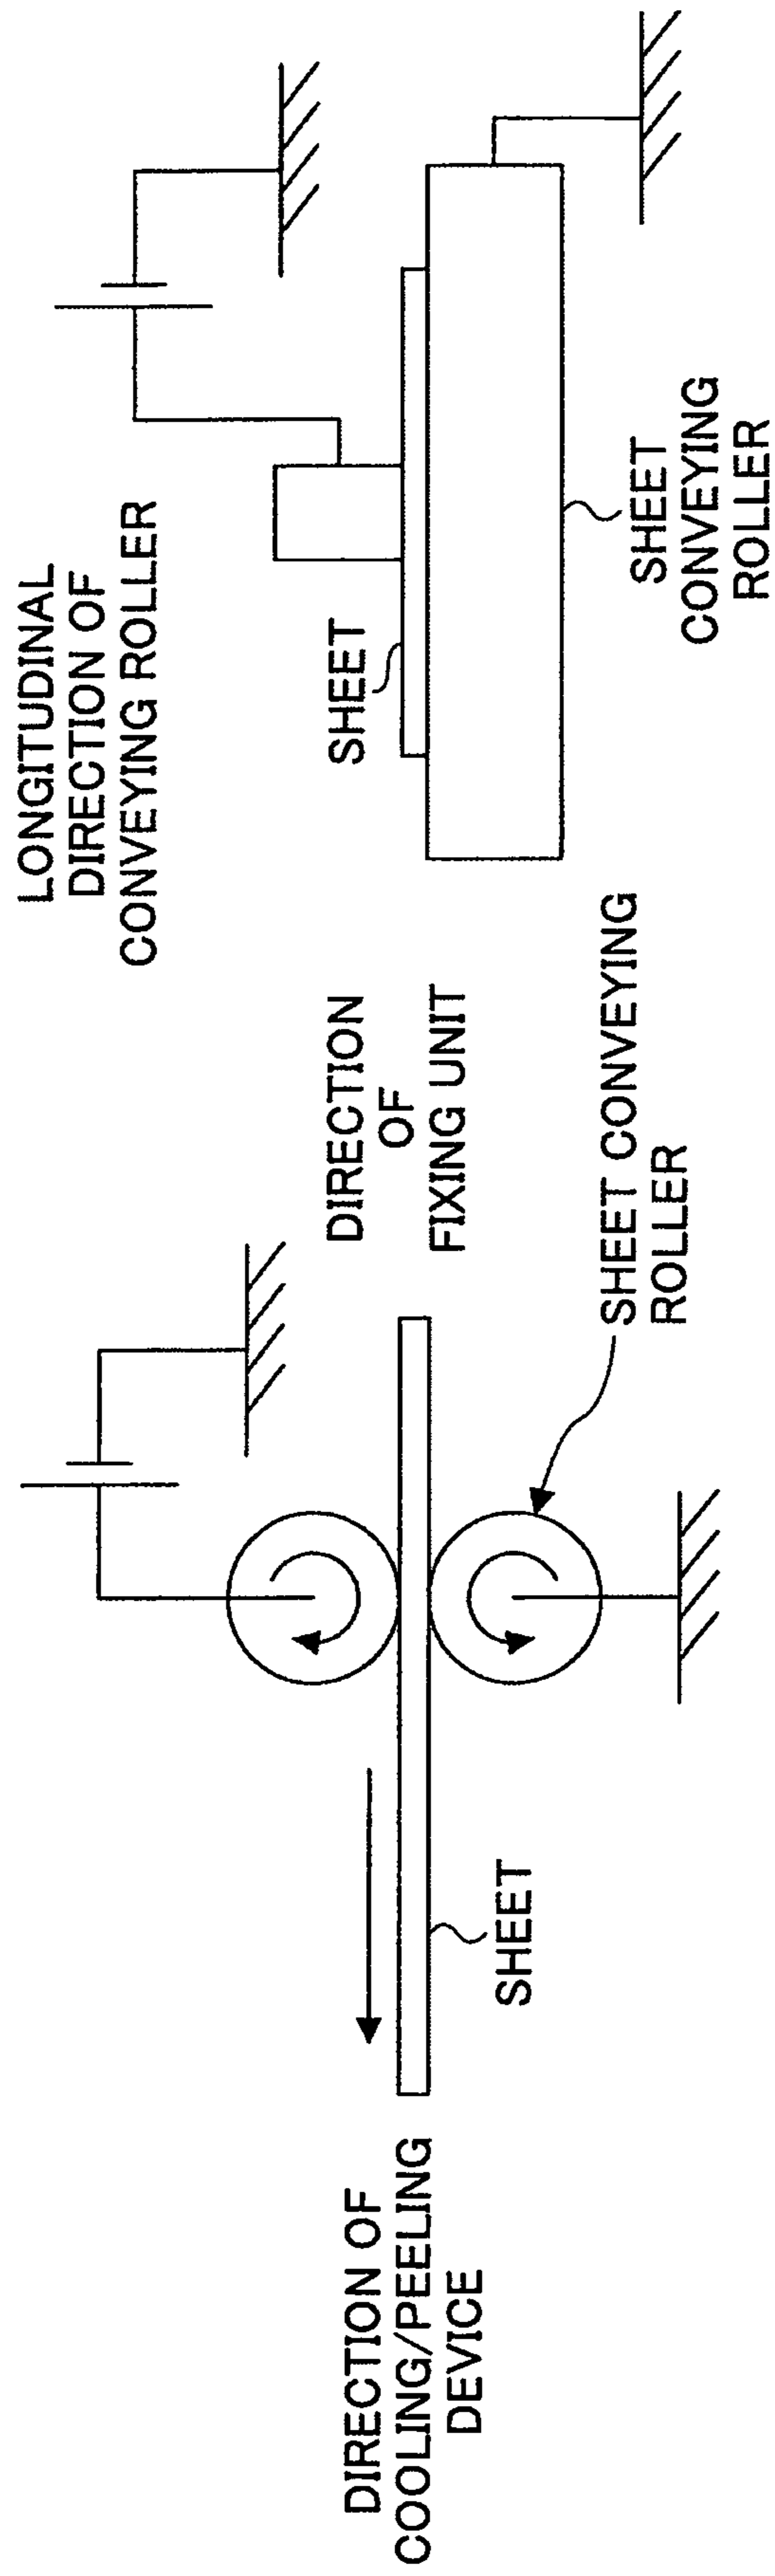 DIRECTION OF
COOLING/PEELING
DEVICE
SHEET
SHEET CONVEYING
ROLLER
DIRECTION
OF
FIXING UNIT
LONGITUDINAL
DIRECTION OF
CONVEYING ROLLER
SHEET
SHEET
CONVEYING
ROLLER